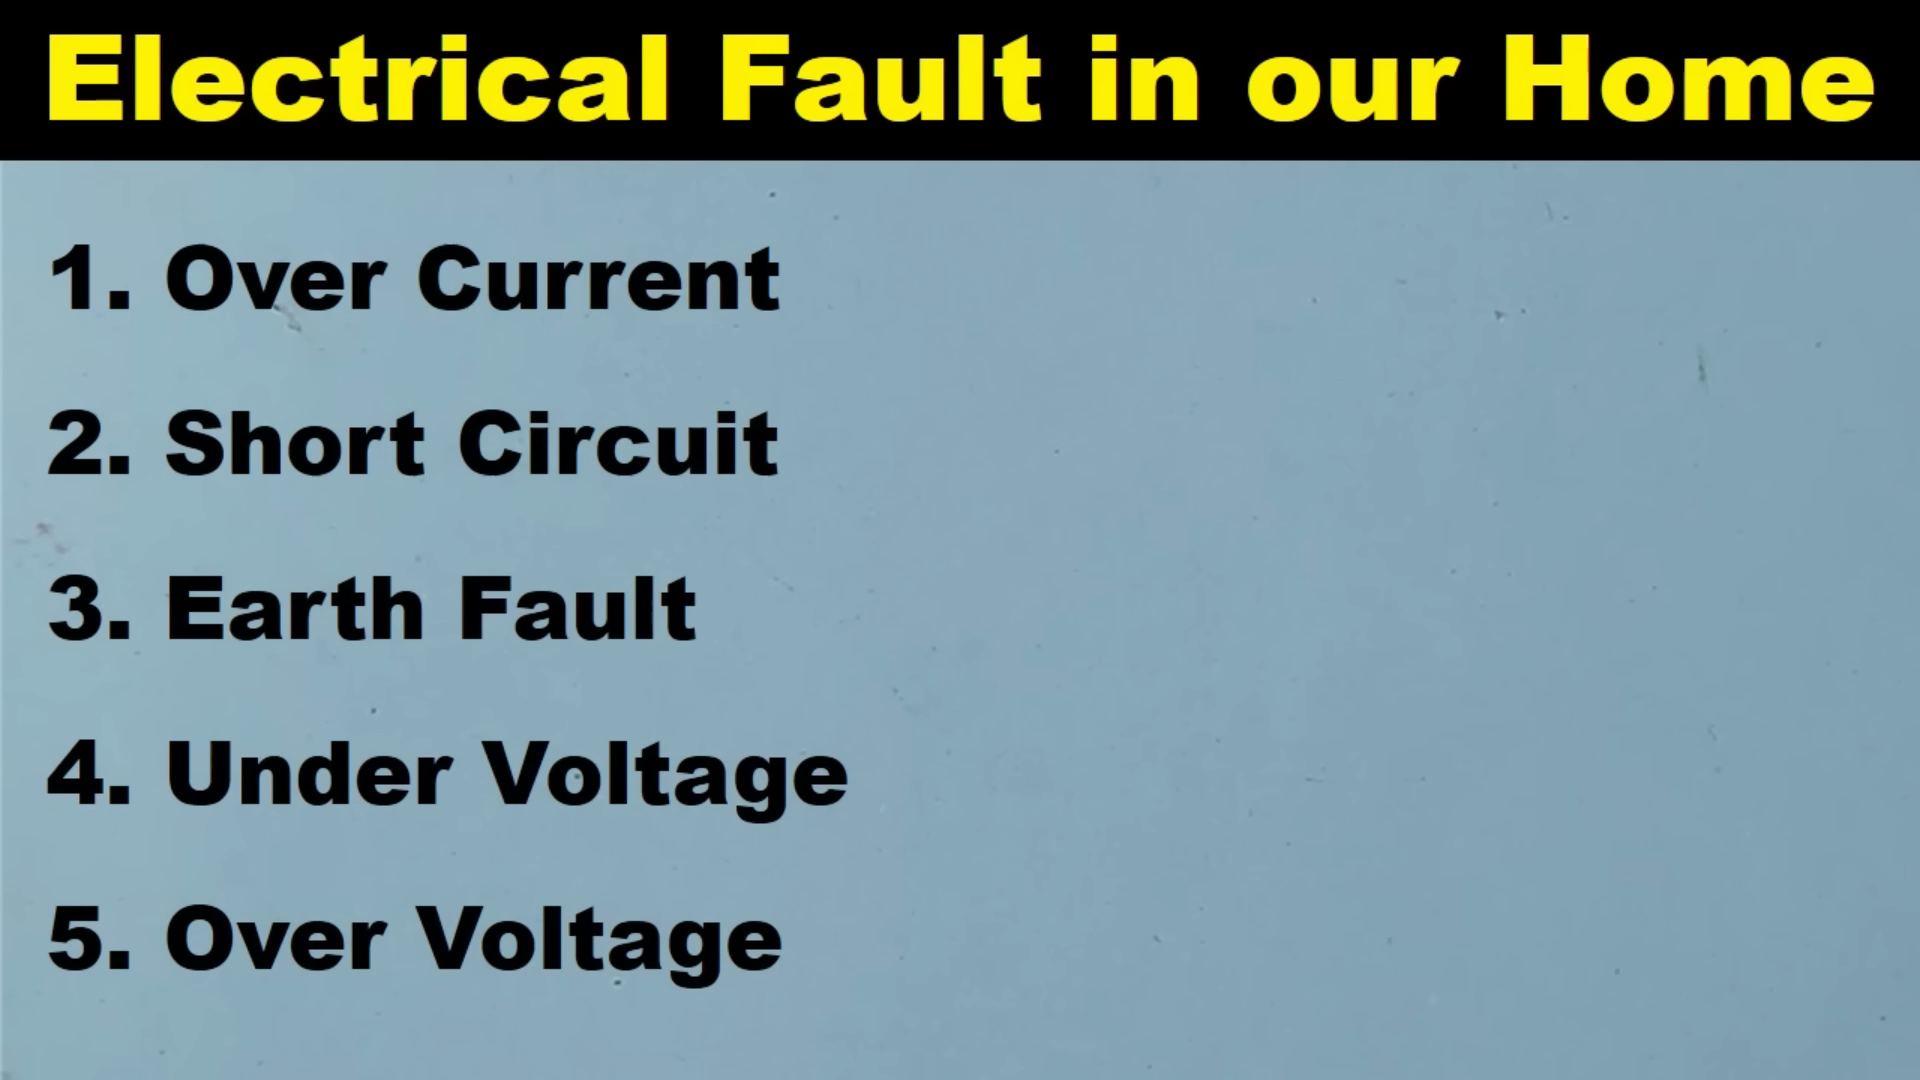 Electrical Fault in our Home
1. Over Current
2. Short Circuit
3. Earth Fault
4. Under Voltage
5. Over Voltage